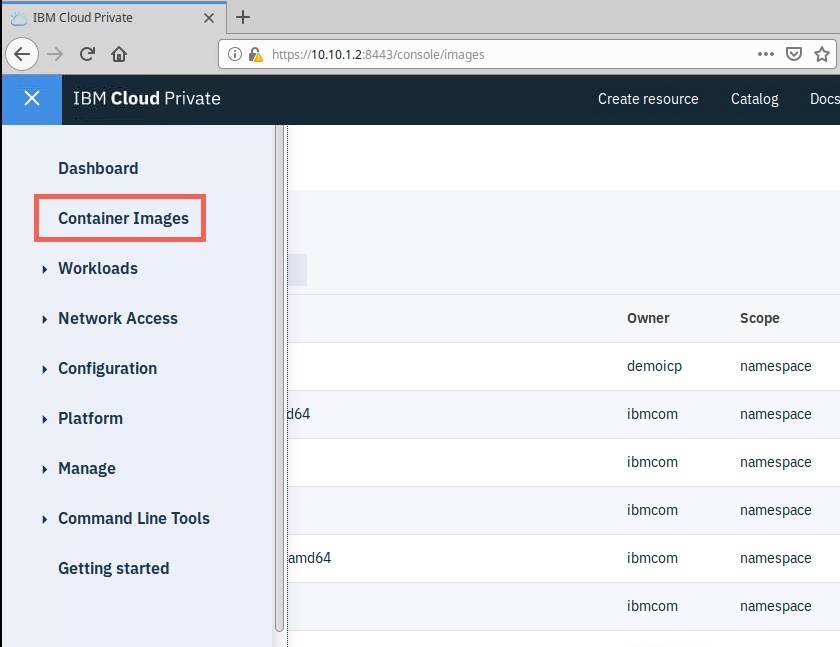 IBM Cloud Private
https://10.10.1.2:8443/console/images
IBM Cloud Private
Create resource
Catalog
Docs
Dashboard
Container Images
Workloads
Network Access
Configuration
Platform
Manage
Command Line Tools
Getting started
Owner Scope
demoicp namespace
d64 ibmcom namespace
ibmcom namespace
ibmcom namespace
amd64 ibmcom namespace
ibmcom namespace